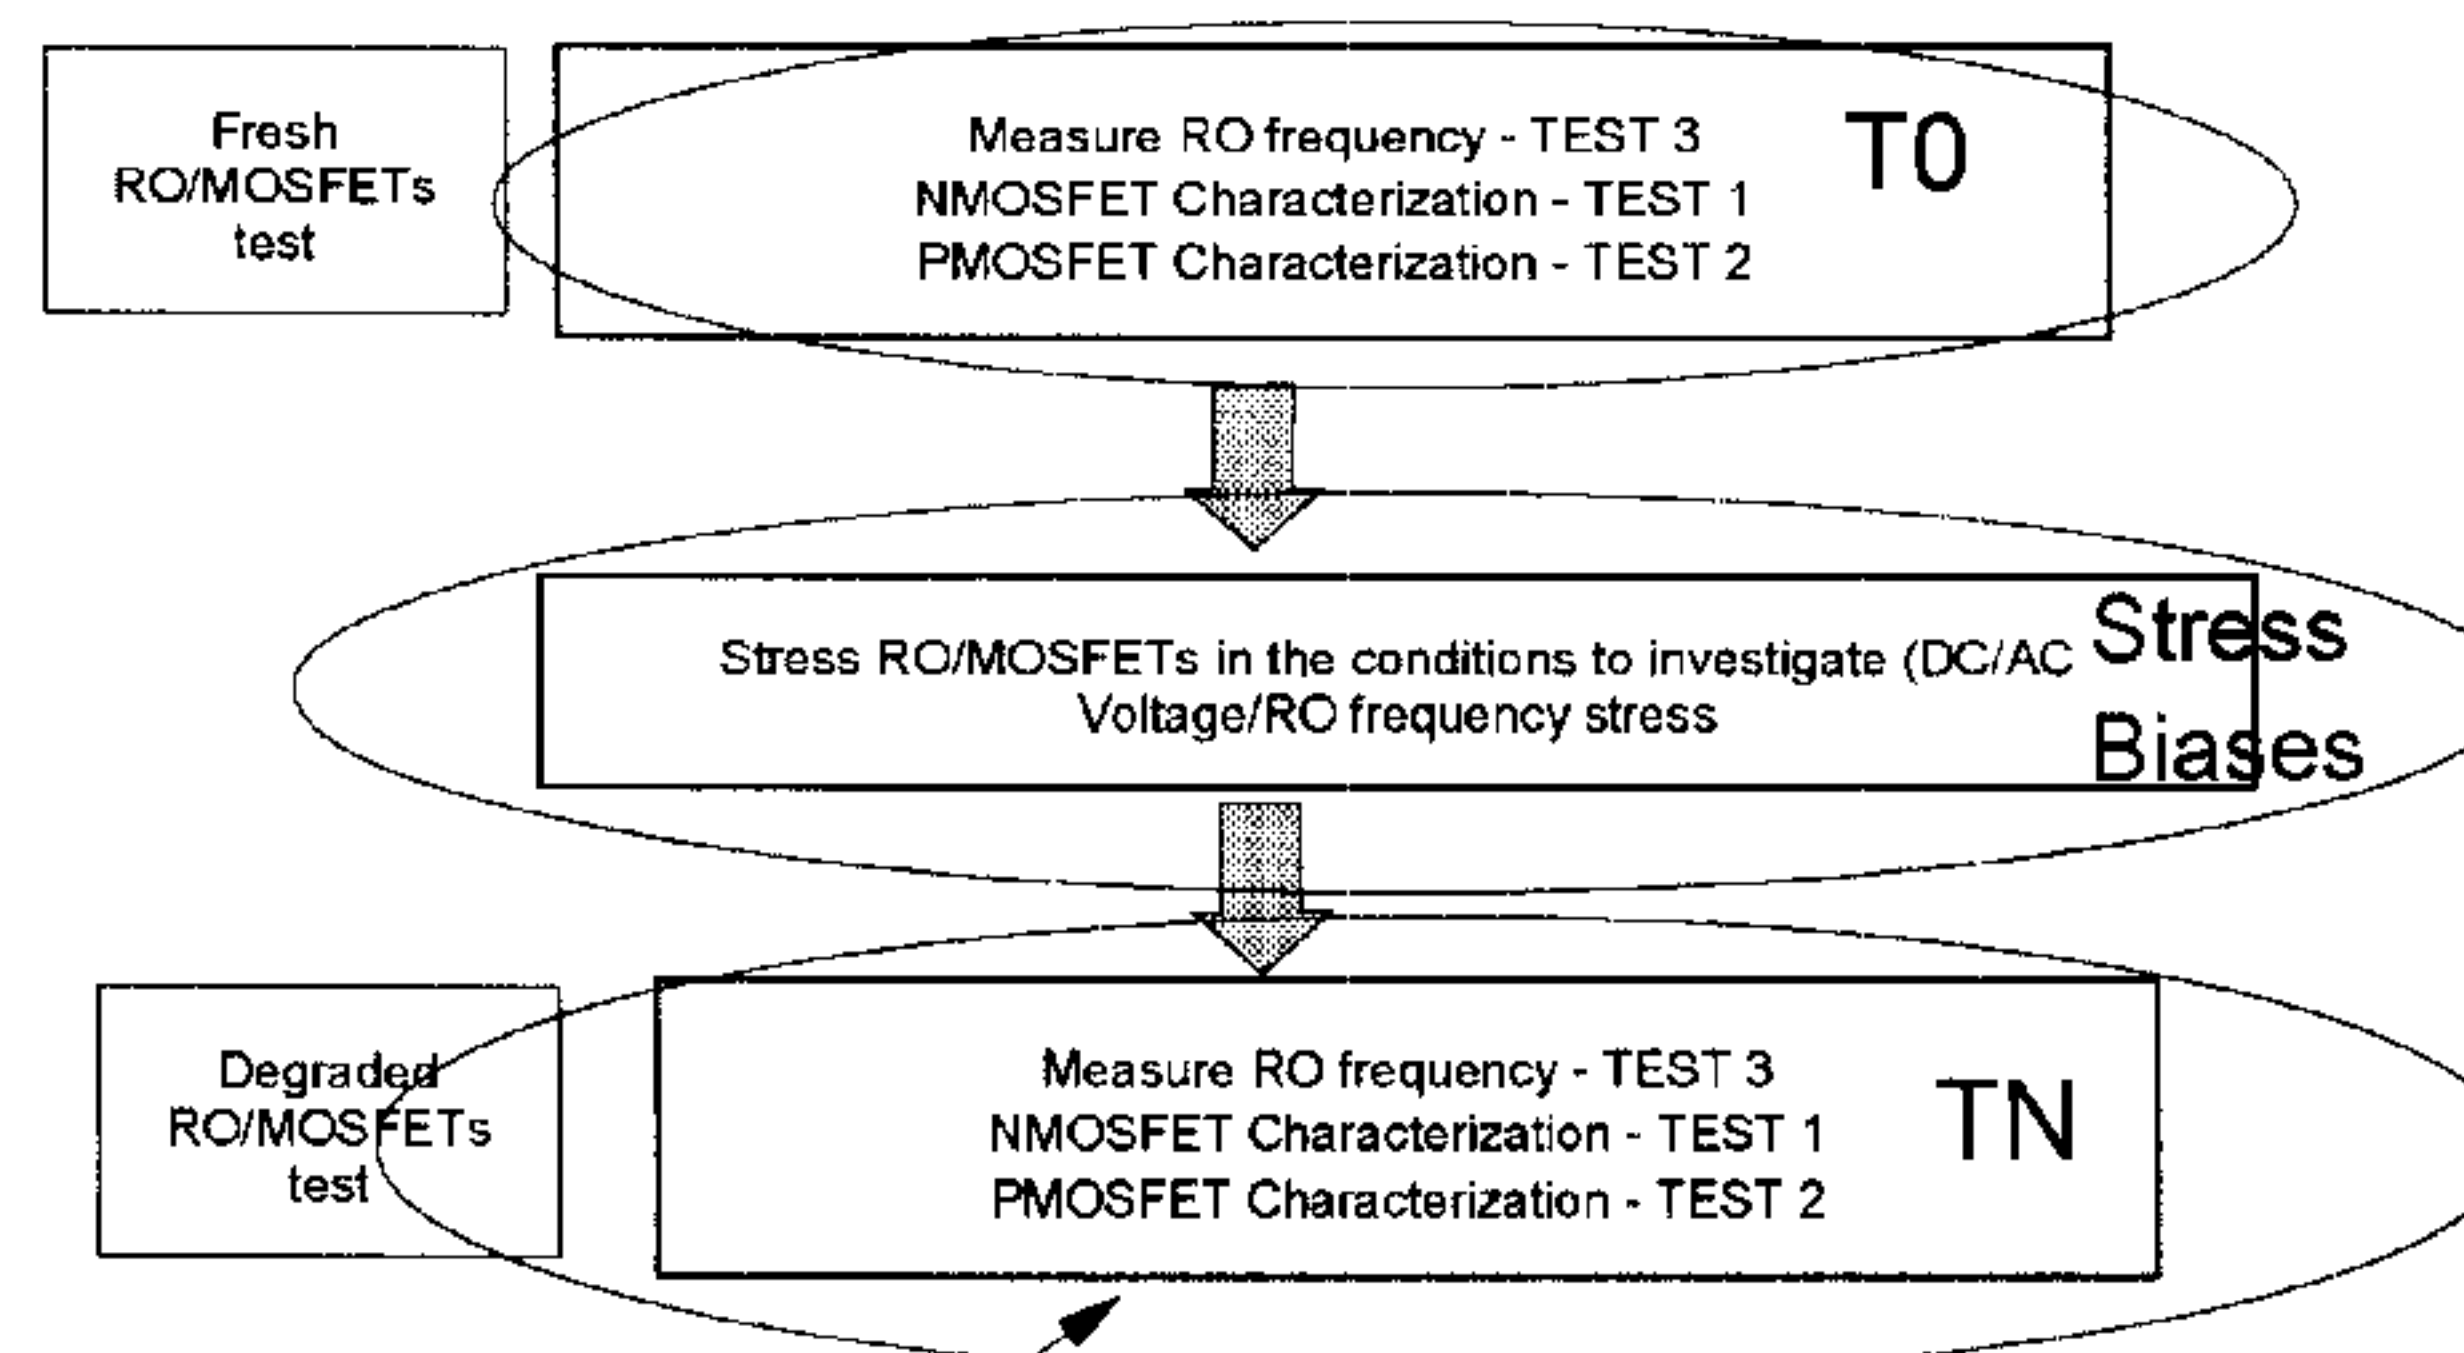 Fresh
RO/MOSFETs
test
Measure RO frequency - TEST 3
NMOSFET Characterization - TEST 1
PMOSFET Characterization - TEST 2
T0
Stress RO/MOSFETs in the conditions to investigate (DC/AC
Voltage/RO frequency stress
Stress
Biases
Degraded
RO/MOSFETs
test
Measure RO frequency - TEST 3
NMOSFET Characterization - TEST 1
PMOSFET Characterization - TEST 2
TN